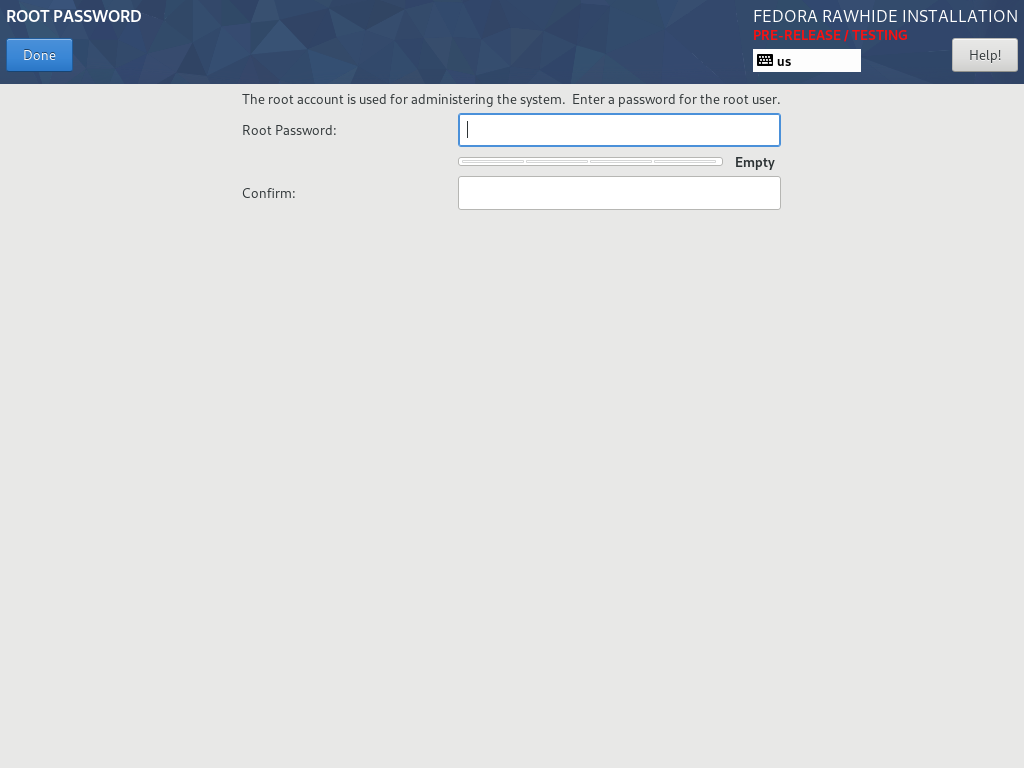 ROOT PASSWORD
FEDORA RAWHIDE INSTALLATION
PRE-RELEASE / TESTING
Done
us
Help!
The root account is used for administering the system.  Enter a password for the root user.
Root Password:
Empty
Confirm: